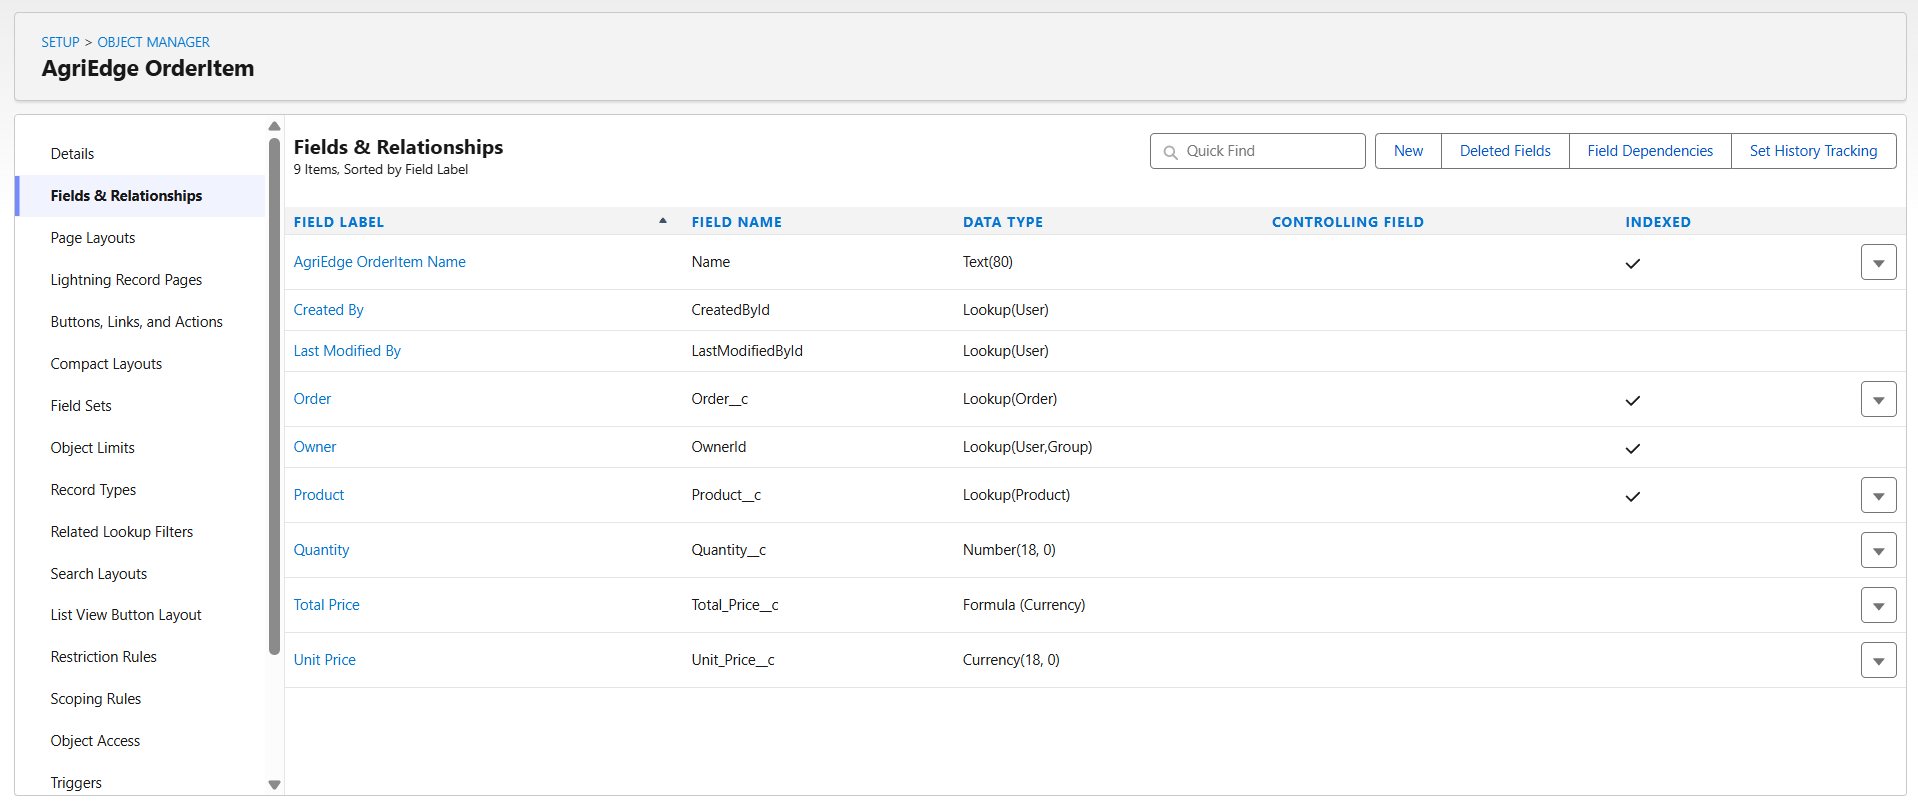 SETUP > OBJECT MANAGER
AgriEdge OrderItem
Details
Fields & Relationships
Page Layouts
Lightning Record Pages
Buttons, Links, and Actions
Compact Layouts
Field Sets
Object Limits
Record Types
Related Lookup Filters
Search Layouts
List View Button Layout
Restriction Rules
Scoping Rules
Object Access
Triggers
Fields & Relationships
9 Items, Sorted by Field Label
Quick Find New Deleted Fields Field Dependencies Set History Tracking
FIELD LABEL FIELD NAME DATA TYPE CONTROLLING FIELD INDEXED
AgriEdge OrderItem Name Name Text(80)
Created By CreatedById Lookup(User)
Last Modified By LastModifiedById Lookup(User)
Order Order__c Lookup(Order)
Owner OwnerId Lookup(User,Group)
Product Product__c Lookup(Product)
Quantity Quantity__c Number(18, 0)
Total Price Total_Price__c Formula (Currency)
Unit Price Unit_Price__c Currency(18, 0)